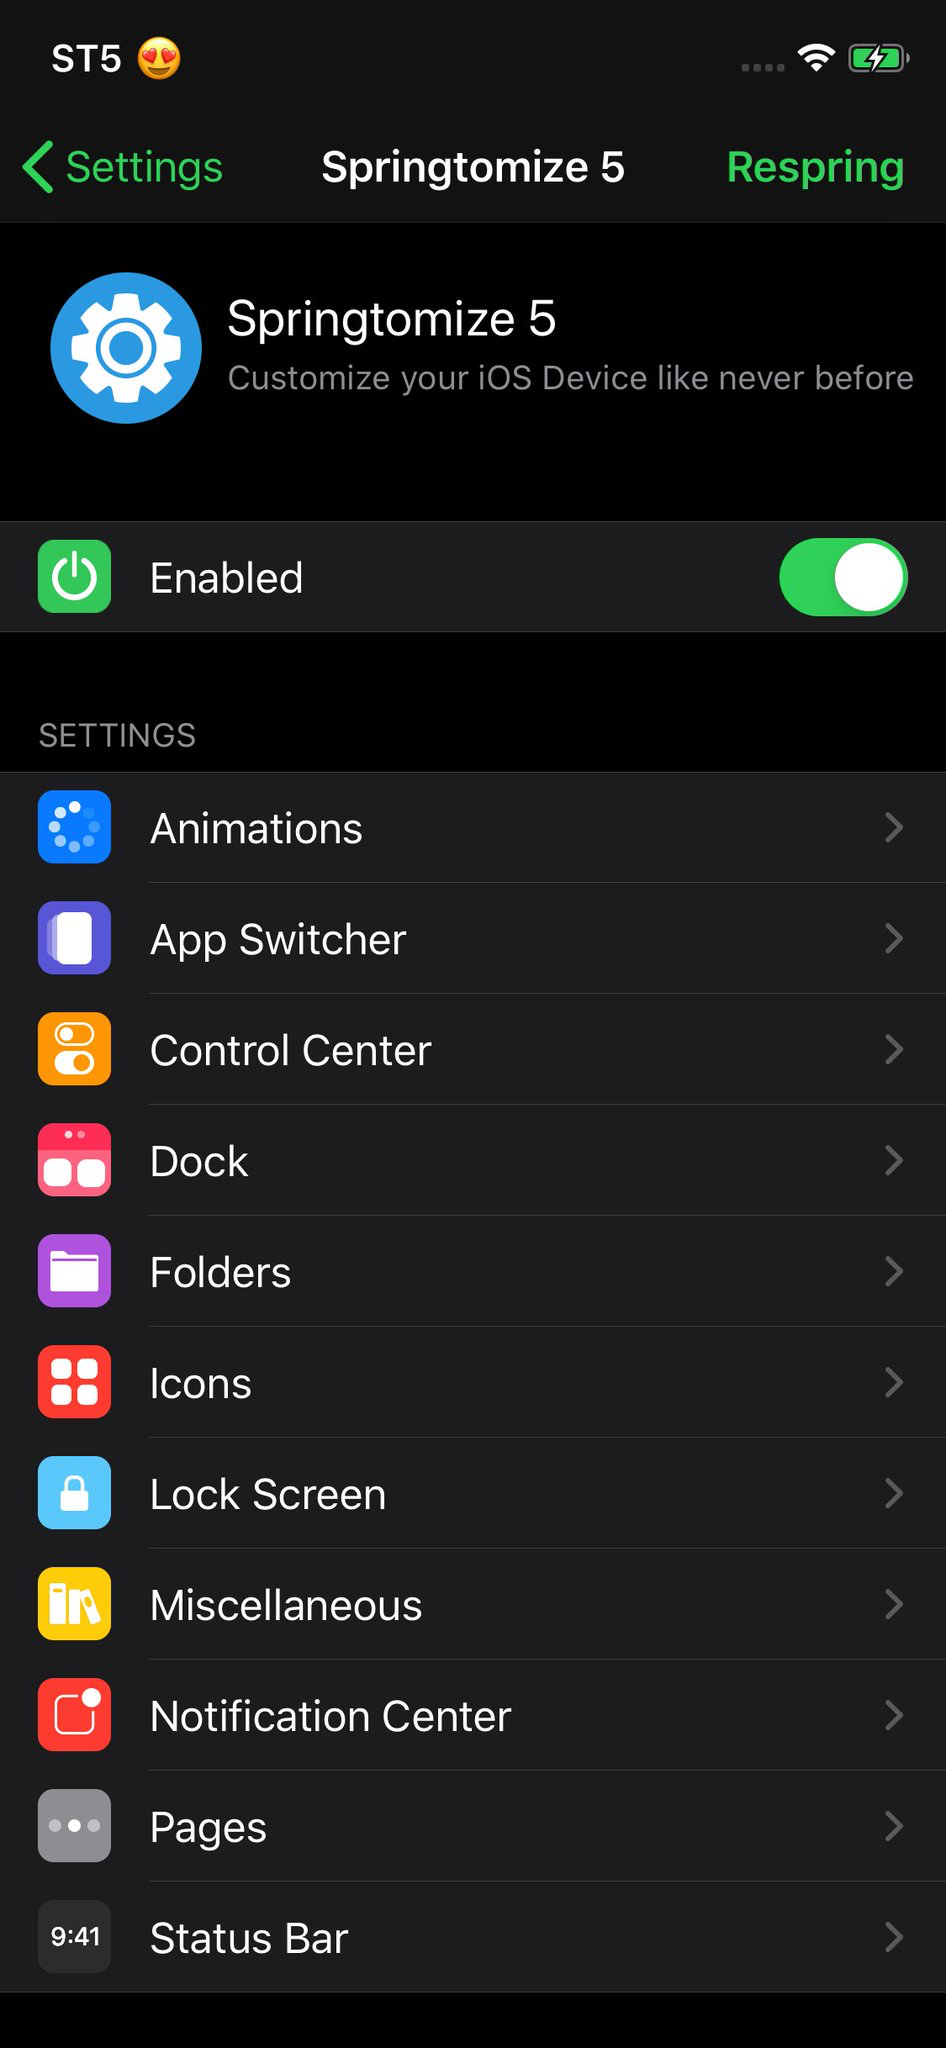 ST5 😍
Settings
Springtomize 5
Respring
Springtomize 5
Customize your iOS Device like never before
Enabled
SETTINGS
Animations
App Switcher
Control Center
Dock
Folders
Icons
Lock Screen
Miscellaneous
Notification Center
Pages
9:41
Status Bar